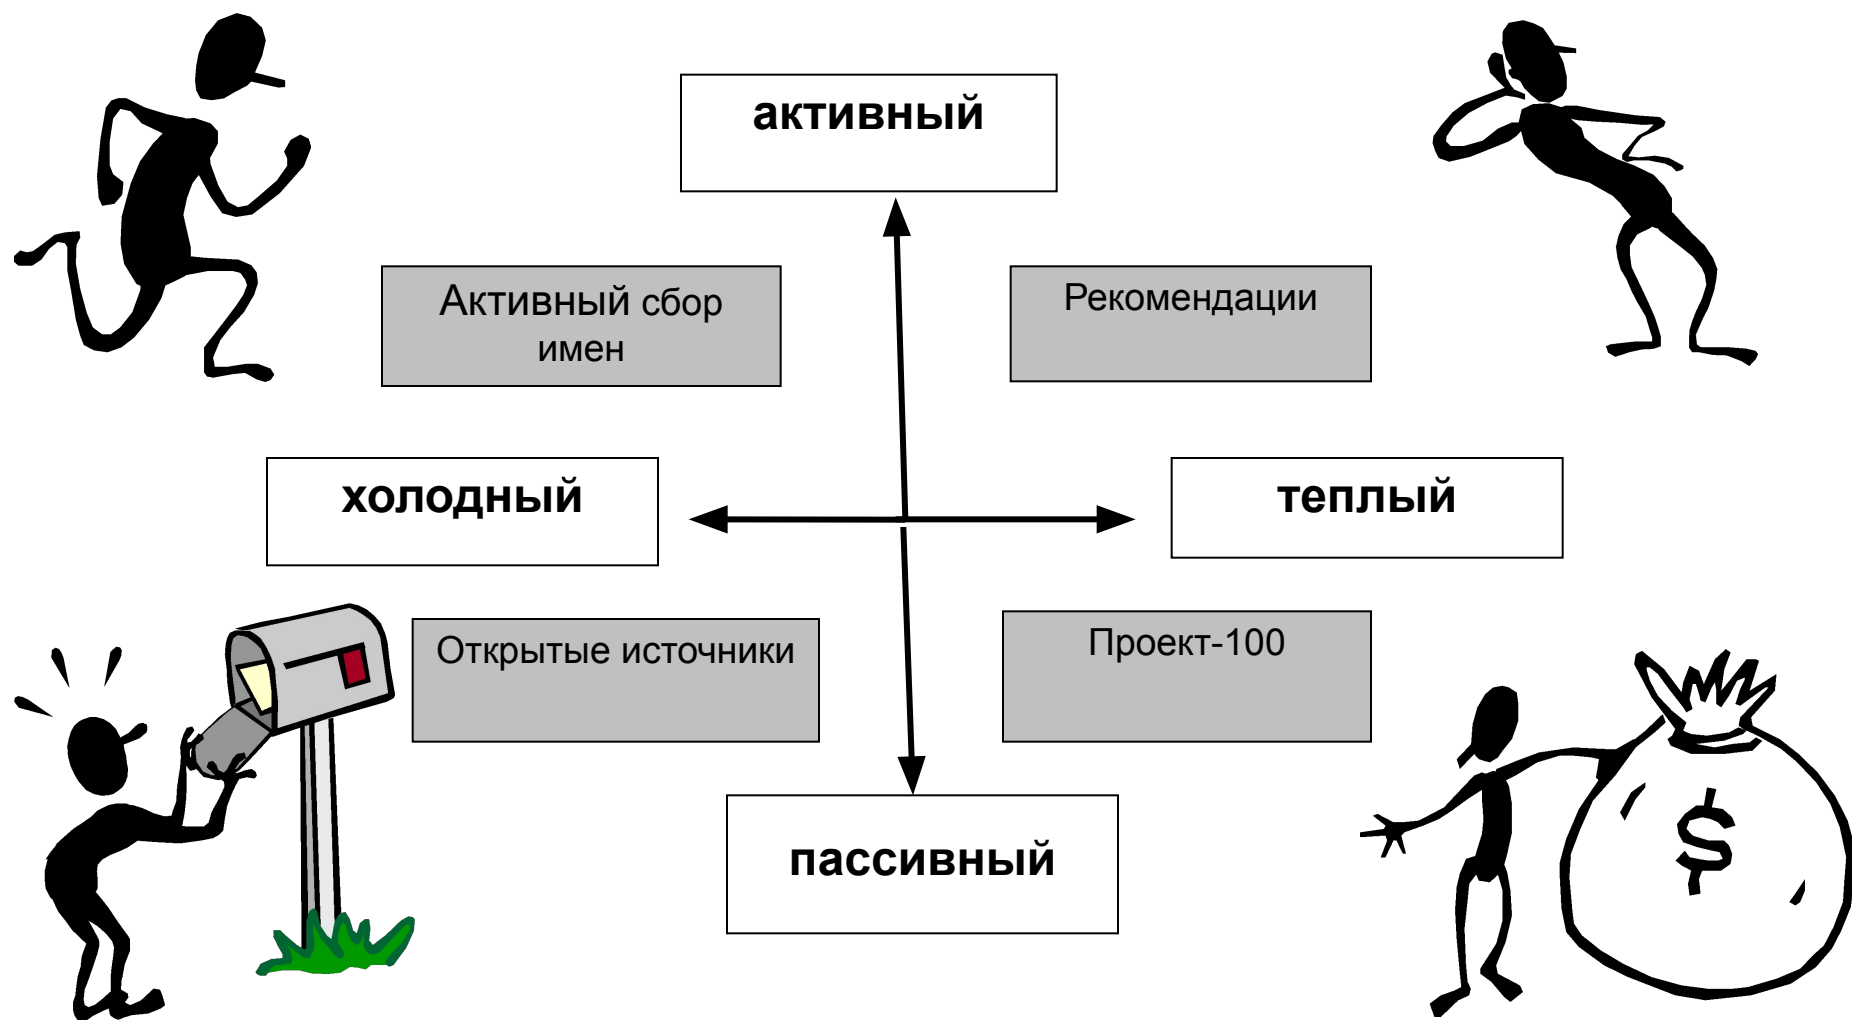 активный
Активный сбор
имен
Рекомендации
холодный
теплый
Открытые источники
Проект-100
пассивный
$